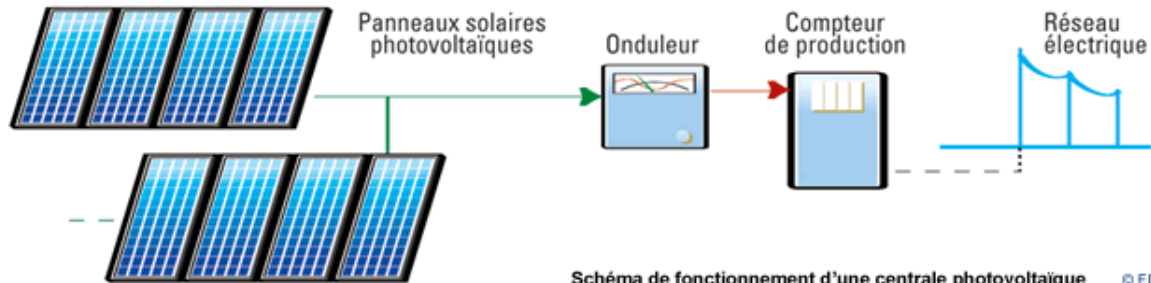 Panneaux solaires
photovoltaïques
Onduleur
Compteur
de production
Réseau
électrique
Schéma de fonctionnement d'une centrale photovoltaïque
©